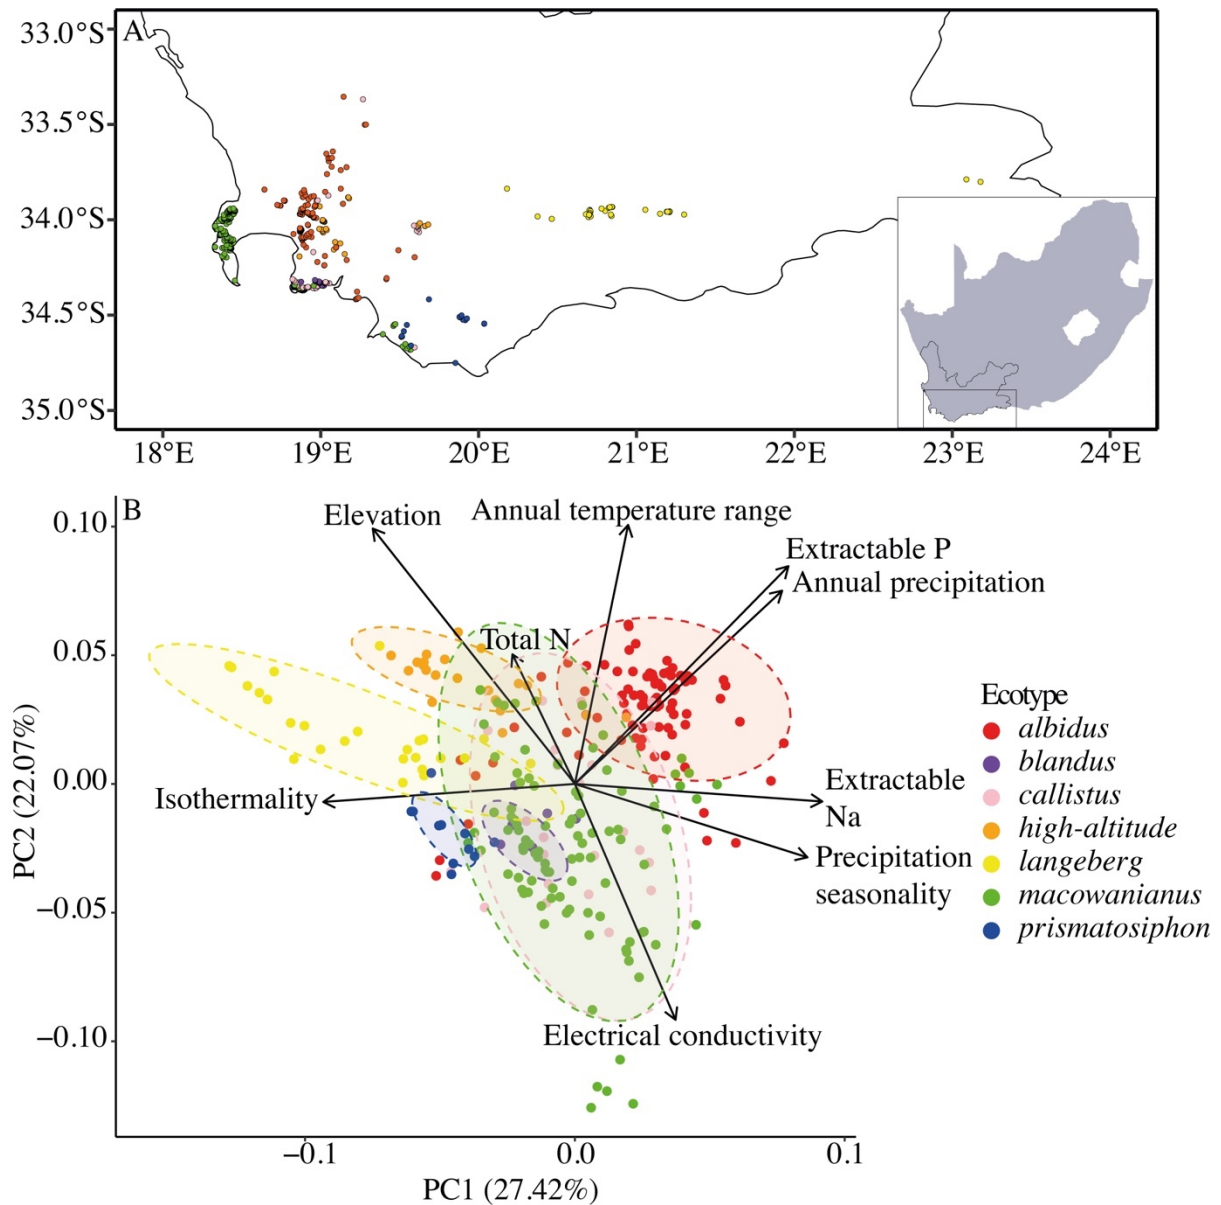 A
33.0°S
33.5°S
34.0°S
34.5°S
35.0°S
18°E
19°E
20°E
21°E
22°E
23°E
24°E
B
Elevation
Annual temperature range
Extractable P
Annual precipitation
Total N
Isothermality
Extractable
Na
Precipitation
seasonality
Electrical conductivity
0.10
0.05
0.00
−0.05
−0.10
PC2 (22.07%)
−0.1
0.0
0.1
PC1 (27.42%)
Ecotype
albidus
blandus
callistus
high-altitude
langeberg
macowanianus
prismatosiphon